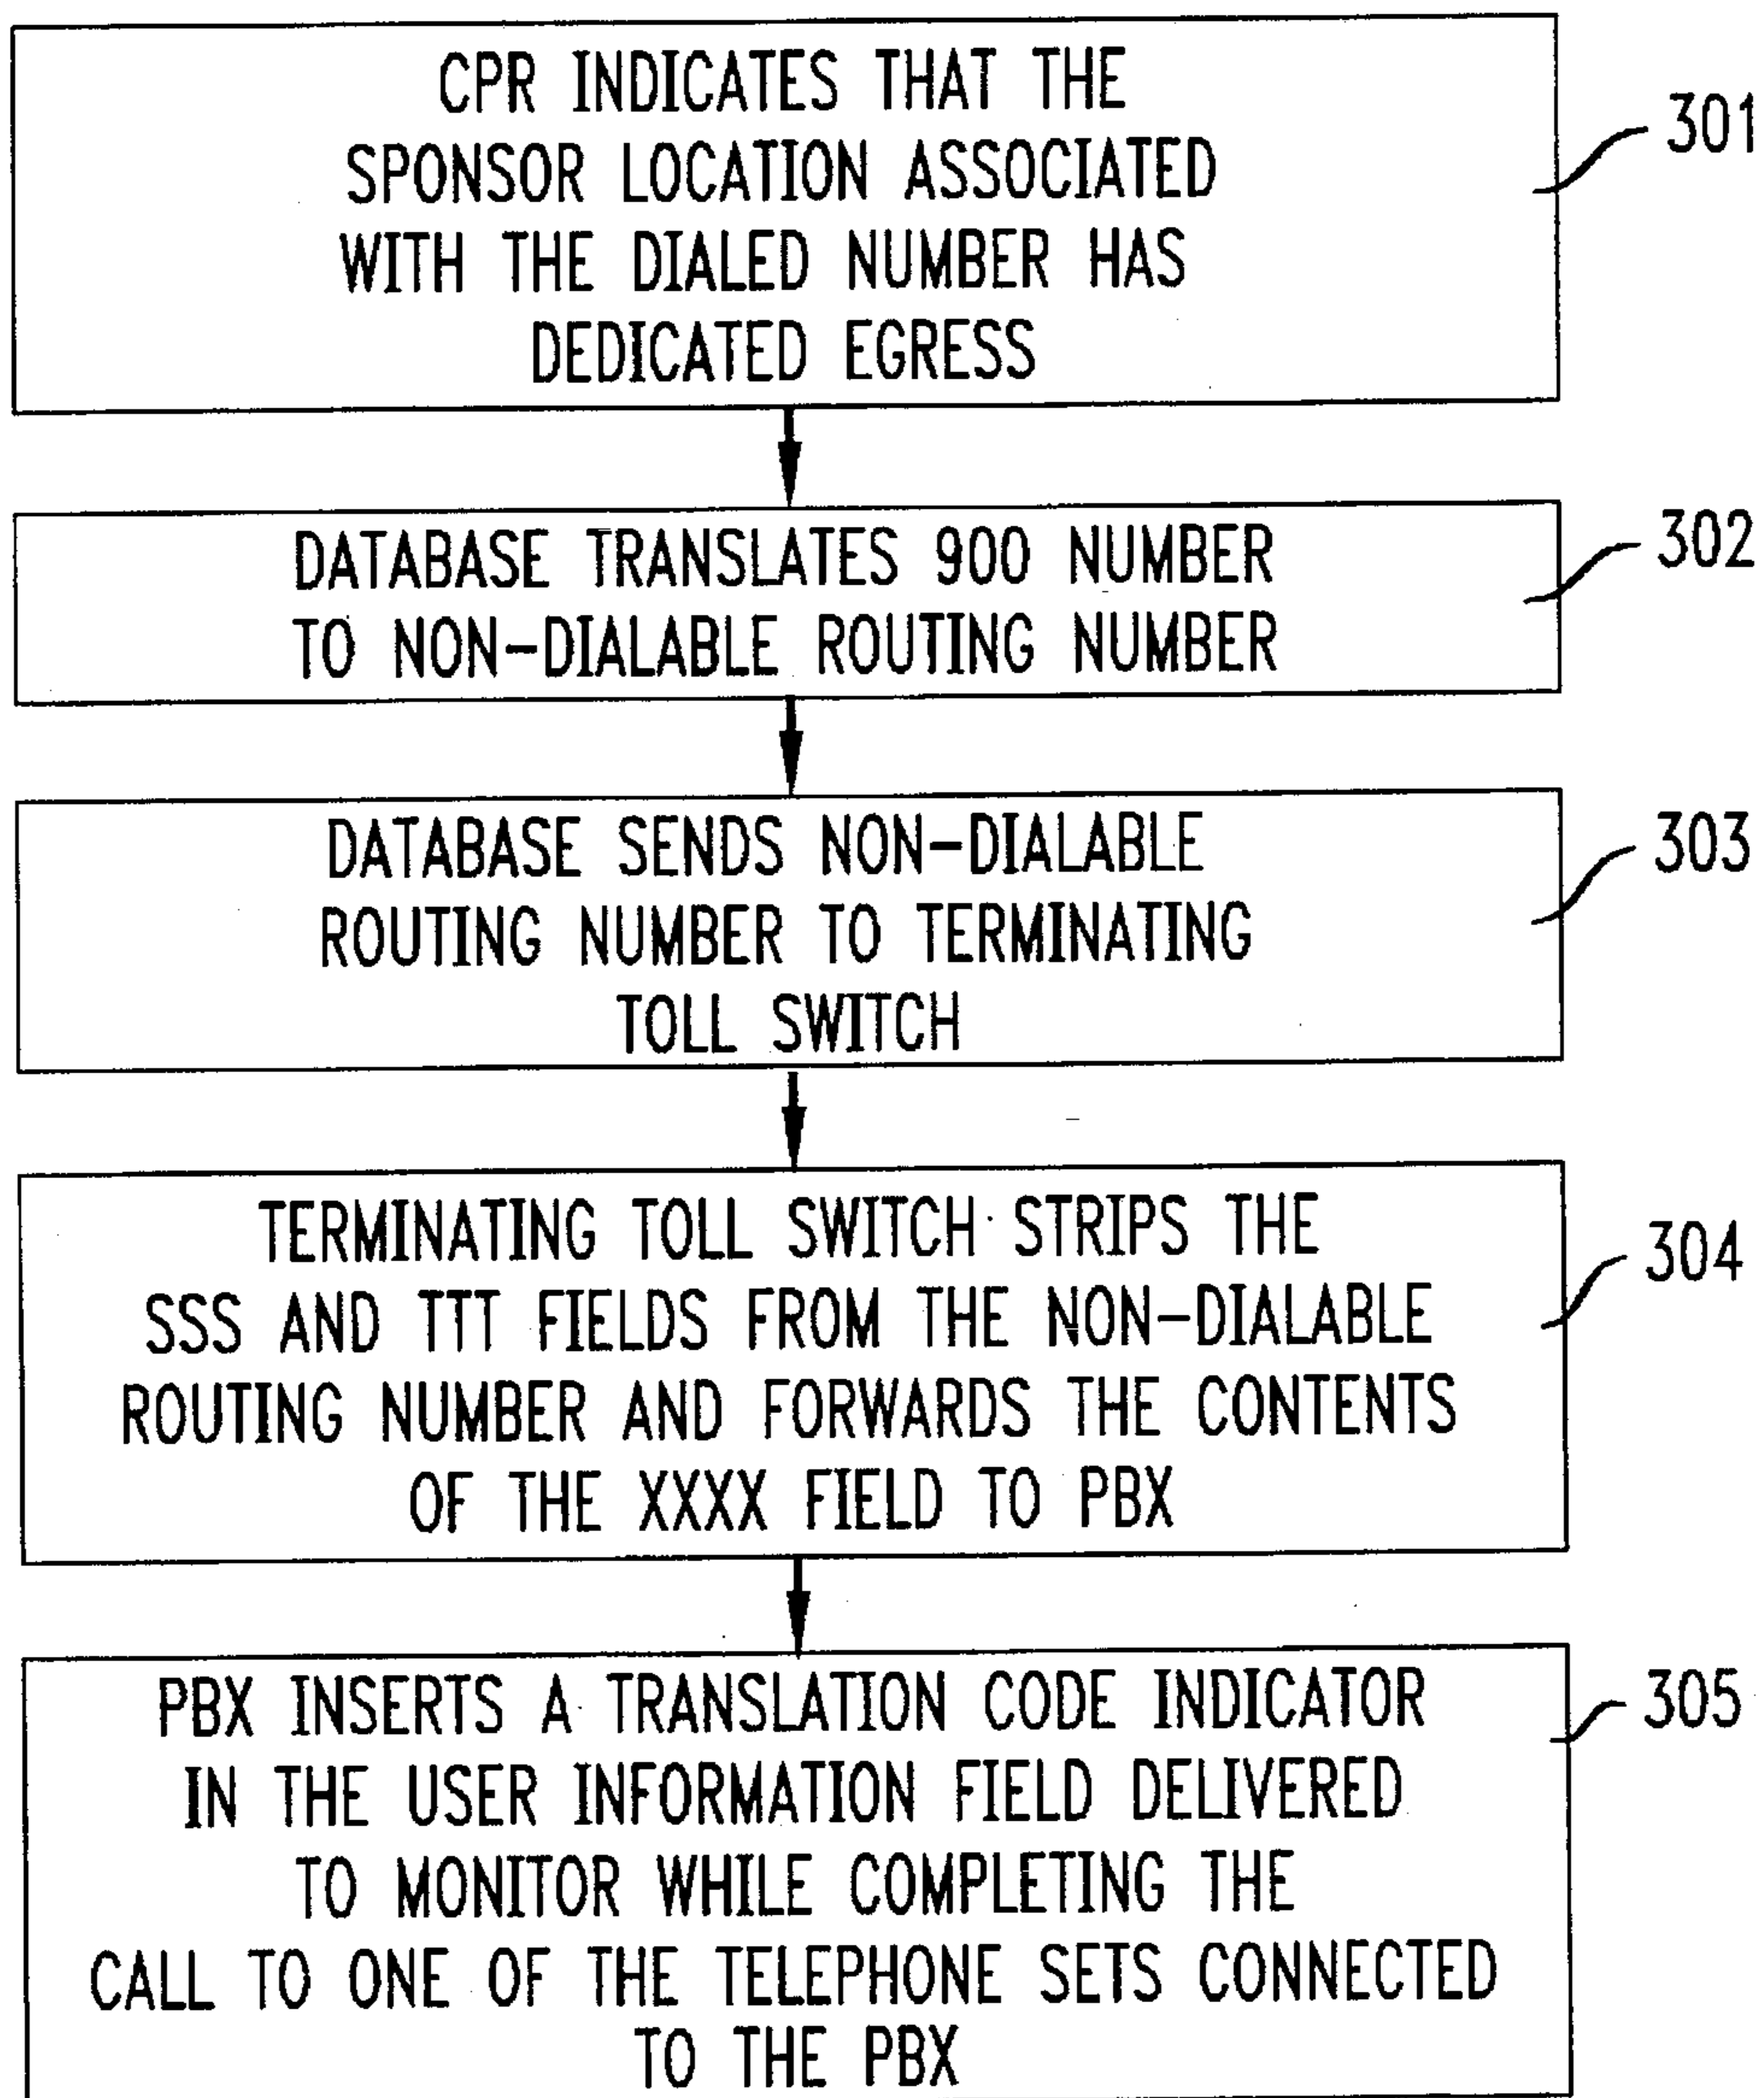 CPR INDICATES THAT THE
SPONSOR LOCATION ASSOCIATED
WITH THE DIALED NUMBER HAS
DEDICATED EGRESS
301
DATABASE TRANSLATES 900 NUMBER
TO NON-DIALABLE ROUTING NUMBER
302
DATABASE SENDS NON-DIALABLE
ROUTING NUMBER TO TERMINATING
TOLL SWITCH
303
TERMINATING TOLL SWITCH STRIPS THE
SSS AND TTT FIELDS FROM THE NON-DIALABLE
ROUTING NUMBER AND FORWARDS THE CONTENTS
OF THE XXXX FIELD TO PBX
304
PBX INSERTS A TRANSLATION CODE INDICATOR
IN THE USER INFORMATION FIELD DELIVERED
TO MONITOR WHILE COMPLETING THE
CALL TO ONE OF THE TELEPHONE SETS CONNECTED
TO THE PBX
305